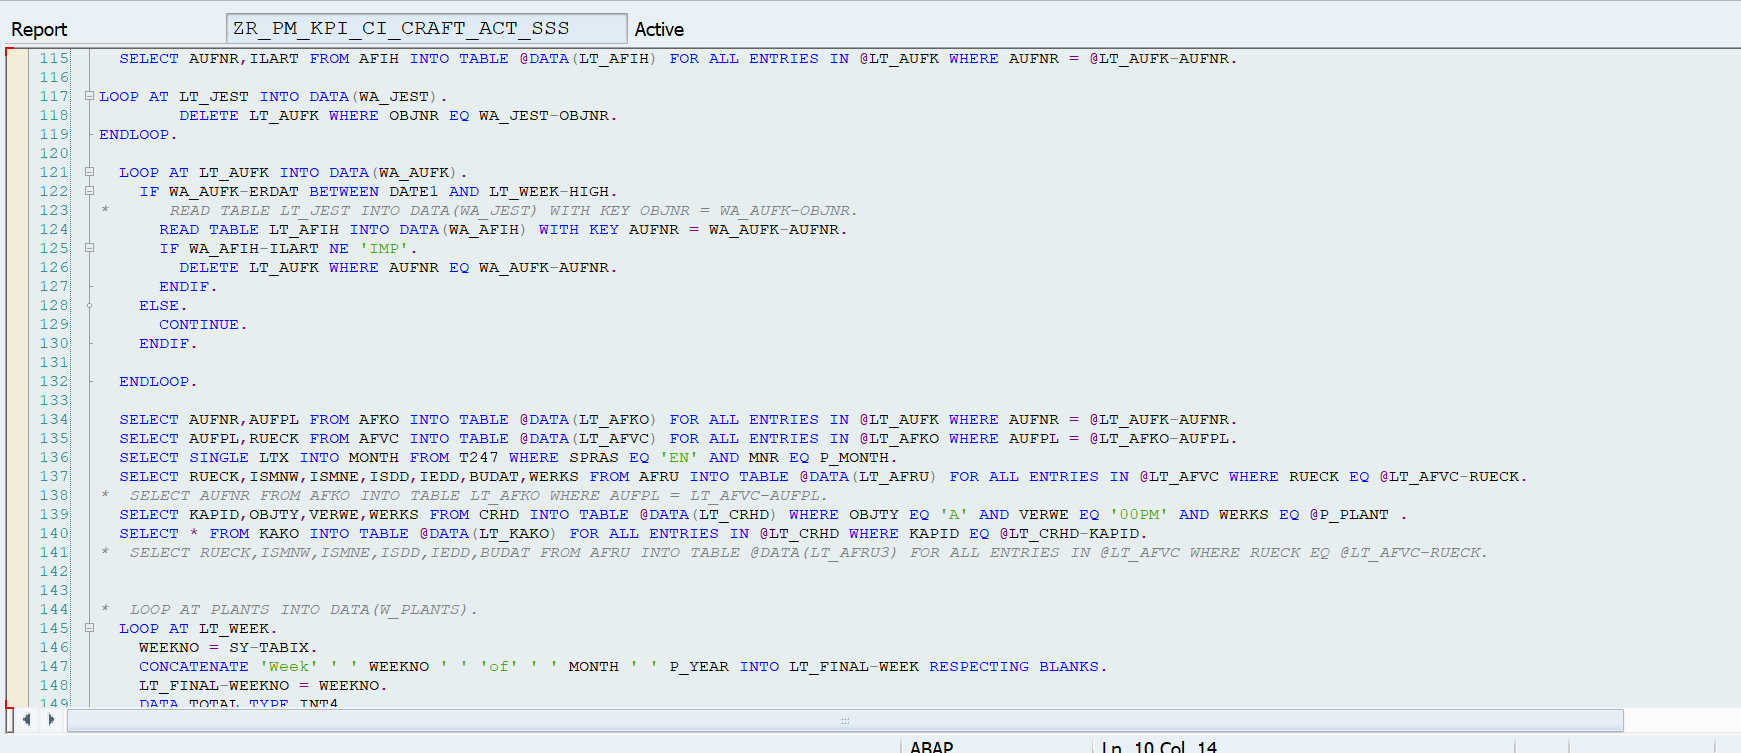 Report ZR_PM_KPI_CI_CRAFT_ACT_SSS Active
115 SELECT AUFNR,ILART FROM AFIH INTO TABLE @DATA(LT_AFIH) FOR ALL ENTRIES IN @LT_AUFK WHERE AUFNR = @LT_AUFK-AUFNR.
116
117 LOOP AT LT_JEST INTO DATA(WA_JEST).
118 DELETE LT_AUFK WHERE OBJNR EQ WA_JEST-OBJNR.
119 ENDLOOP.
120
121 LOOP AT LT_AUFK INTO DATA(WA_AUFK).
122 IF WA_AUFK-ERDAT BETWEEN DATE1 AND LT_WEEK-HIGH.
123 * READ TABLE LT_JEST INTO DATA(WA_JEST) WITH KEY OBJNR = WA_AUFK-OBJNR.
124 READ TABLE LT_AFIH INTO DATA(WA_AFIH) WITH KEY AUFNR = WA_AUFK-AUFNR.
125 IF WA_AFIH-ILART NE 'IMP'.
126 DELETE LT_AUFK WHERE AUFNR EQ WA_AUFK-AUFNR.
127 ENDIF.
128 ELSE.
129 CONTINUE.
130 ENDIF.
131
132 ENDLOOP.
133
134 SELECT AUFNR,AUFPL FROM AFKO INTO TABLE @DATA(LT_AFKO) FOR ALL ENTRIES IN @LT_AUFK WHERE AUFNR = @LT_AUFK-AUFNR.
135 SELECT AUFPL,RUECK FROM AFVC INTO TABLE @DATA(LT_AFVC) FOR ALL ENTRIES IN @LT_AFKO WHERE AUFPL = @LT_AFKO-AUFPL.
136 SELECT SINGLE LTX INTO MONTH FROM T247 WHERE SPRAS EQ 'EN' AND MNR EQ P_MONTH.
137 SELECT RUECK,ISMNW,ISMNE,ISDD,IEDD,BUDAT,WERKS FROM AFRU INTO TABLE @DATA(LT_AFRU) FOR ALL ENTRIES IN @LT_AFVC WHERE RUECK EQ @LT_AFVC-RUECK.
138 * SELECT AUFNR FROM AFKO INTO TABLE LT_AFKO WHERE AUFPL = LT_AFVC-AUFPL.
139 SELECT KAPID,OBJTY,VERWE,WERKS FROM CRHD INTO TABLE @DATA(LT_CRHD) WHERE OBJTY EQ 'A' AND VERWE EQ '00PM' AND WERKS EQ @P_PLANT .
140 SELECT * FROM KAKO INTO TABLE @DATA(LT_KAKO) FOR ALL ENTRIES IN @LT_CRHD WHERE KAPID EQ @LT_CRHD-KAPID.
141 * SELECT RUECK,ISMNW,ISMNE,ISDD,IEDD,BUDAT FROM AFRU INTO TABLE @DATA(LT_AFRU3) FOR ALL ENTRIES IN @LT_AFVC WHERE RUECK EQ @LT_AFVC-RUECK.
142
143
144 * LOOP AT PLANTS INTO DATA(W_PLANTS).
145 LOOP AT LT_WEEK.
146 WEEKNO = SY-TABIX.
147 CONCATENATE 'Week' ' ' WEEKNO ' ' 'of' ' ' MONTH ' ' P_YEAR INTO LT_FINAL-WEEK RESPECTING BLANKS.
148 LT_FINAL-WEEKNO = WEEKNO.
149 DATA TOTAL TYPE INT4
ABAP Ln 10 Col 14